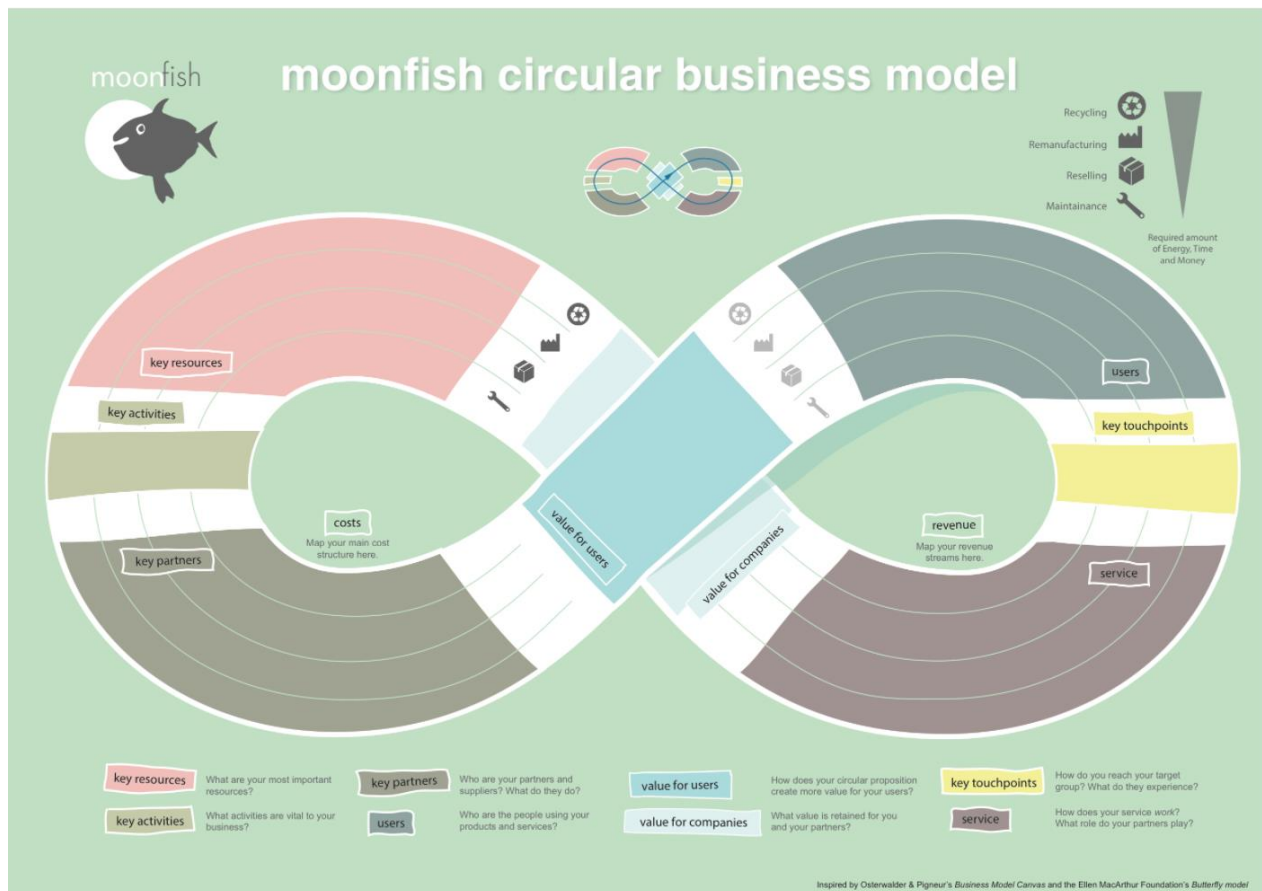 moonfish
moonfish circular business model
Recycling
Remanufacturing
Reselling
Maintainance
Required amount
of Energy, Time
and Money
key resources
key activities
key partners
costs
Map your main cost
structure here.
value for users
value for companies
users
key touchpoints
revenue
Map your revenue
streams here.
service
key resources
What are your most important
resources?
key partners
Who are your partners and
suppliers? What do they do?
value for users
How does your circular proposition
create more value for your users?
key touchpoints
How do you reach your target
group? What do they experience?
key activities
What activities are vital to your
business?
users
Who are the people using your
products and services?
value for companies
What value is retained for you
and your partners?
service
How does your service work?
What role do your partners play?
Inspired by Osterwalder & Pigneur's Business Model Canvas and the Ellen MacArthur Foundation's Butterfly model